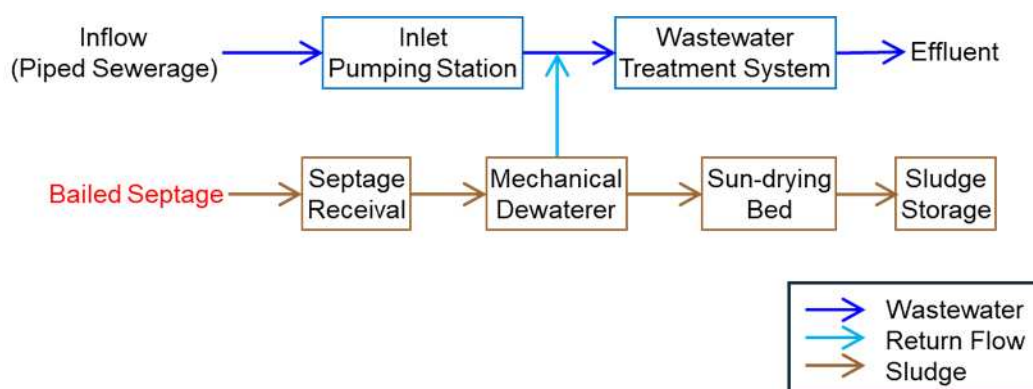 Inflow
(Piped Sewerage)
Inlet
Pumping Station
Wastewater
Treatment System
Effluent
Bailed Septage
Septage
Receival
Mechanical
Dewaterer
Sun-drying
Bed
Sludge
Storage
Wastewater
Return Flow
Sludge